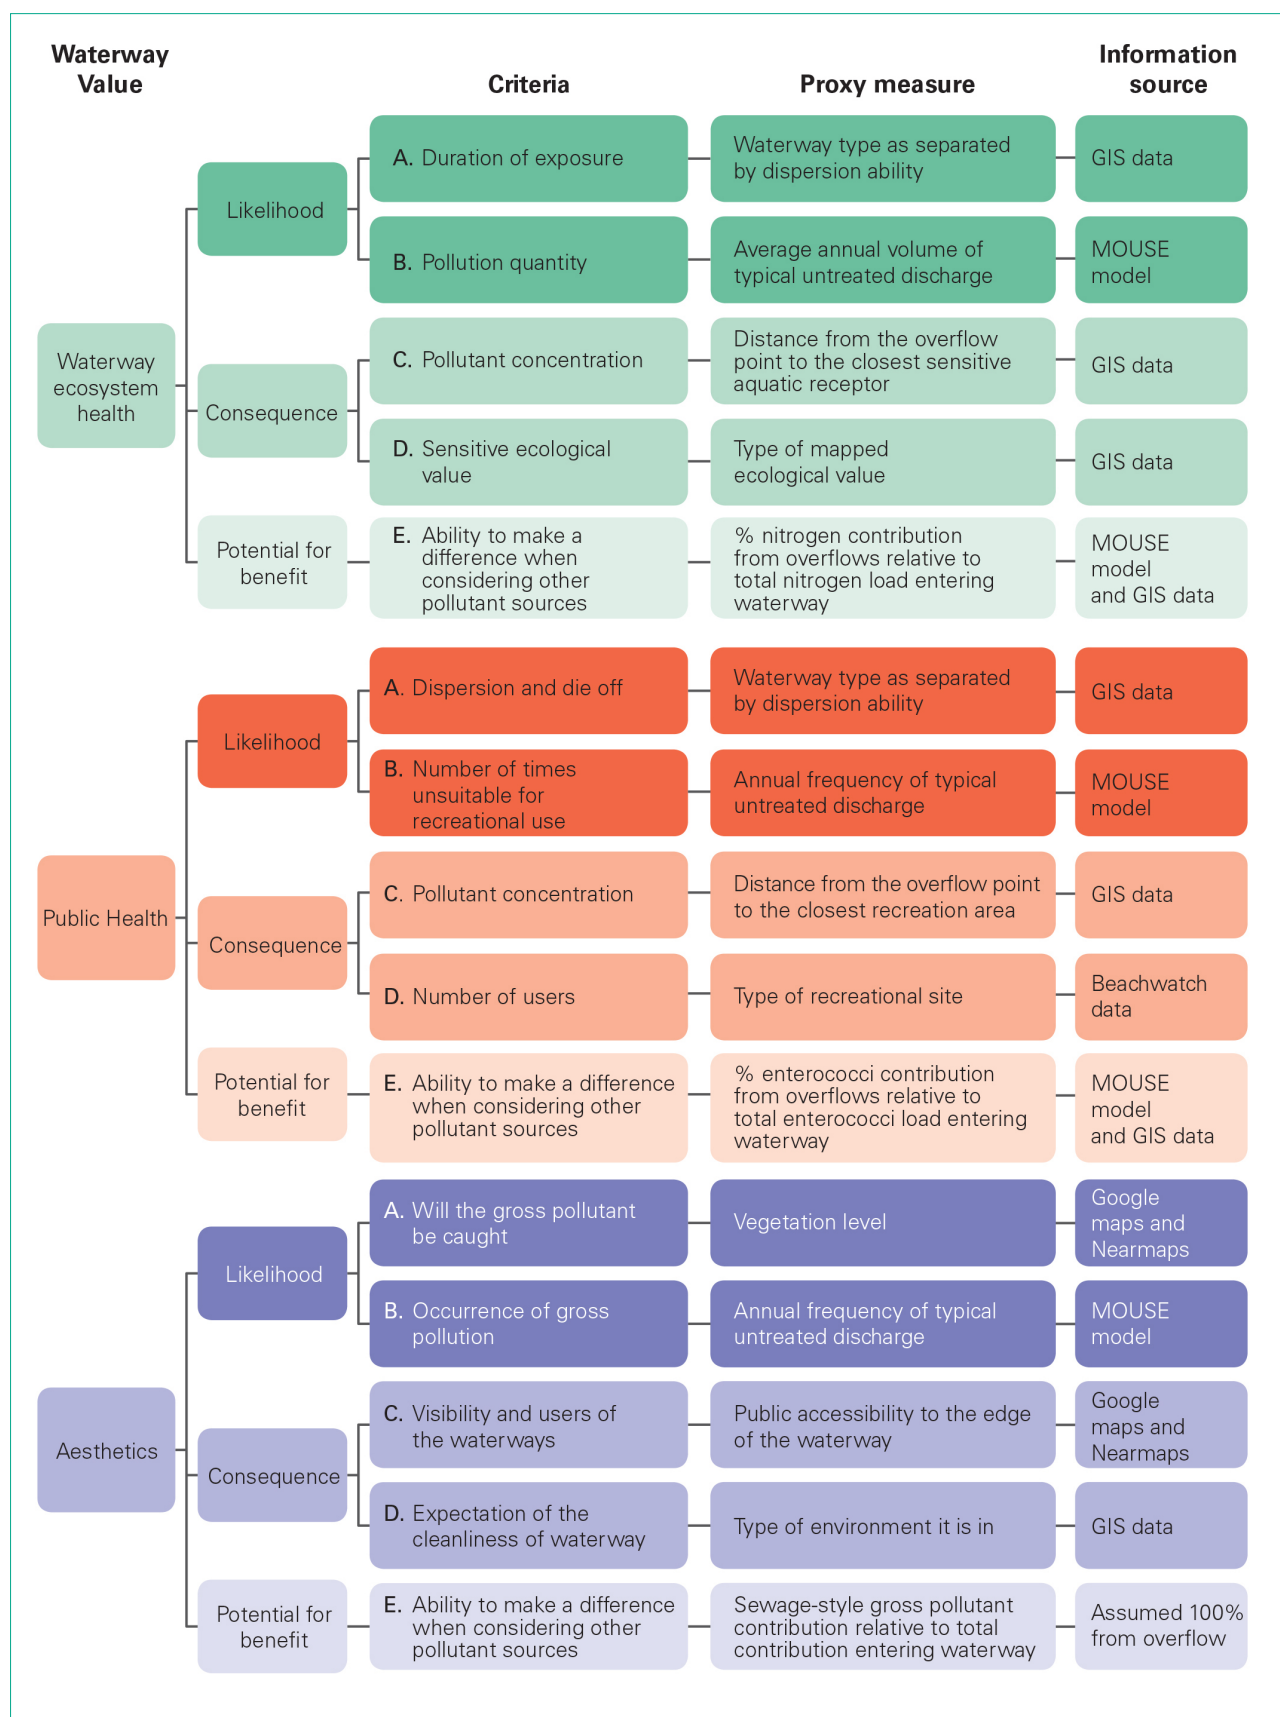 Waterway
Value
Criteria
Proxy measure
Information
source
Waterway
ecosystem
health
Likelihood
A. Duration of exposure
Waterway type as separated
by dispersion ability
GIS data
B. Pollution quantity
Average annual volume of
typical untreated discharge
MOUSE
model
Consequence
C. Pollutant concentration
Distance from the overflow
point to the closest sensitive
aquatic receptor
GIS data
D. Sensitive ecological
value
Type of mapped
ecological value
GIS data
Potential for
benefit
E. Ability to make a
difference when
considering other
pollutant sources
% nitrogen contribution
from overflows relative to
total nitrogen load entering
waterway
MOUSE
model
and GIS data
Public Health
Likelihood
A. Dispersion and die off
Waterway type as separated
by dispersion ability
GIS data
B. Number of times
unsuitable for
recreational use
Annual frequency of typical
untreated discharge
MOUSE
model
Consequence
C. Pollutant concentration
Distance from the overflow point
to the closest recreation area
GIS data
D. Number of users
Type of recreational site
Beachwatch
data
Potential for
benefit
E. Ability to make a difference
when considering other
pollutant sources
% enterococci contribution
from overflows relative to
total enterococci load entering
waterway
MOUSE
model
and GIS data
Aesthetics
Likelihood
A. Will the gross pollutant
be caught
Vegetation level
Google
maps and
Nearmaps
B. Occurrence of gross
pollution
Annual frequency of typical
untreated discharge
MOUSE
model
Consequence
C. Visibility and users of
the waterways
Public accessibility to the edge
of the waterway
Google
maps and
Nearmaps
D. Expectation of the
cleanliness of waterway
Type of environment it is in
GIS data
Potential for
benefit
E. Ability to make a difference
when considering other
pollutant sources
Sewage-style gross pollutant
contribution relative to total
contribution entering waterway
Assumed 100%
from overflow